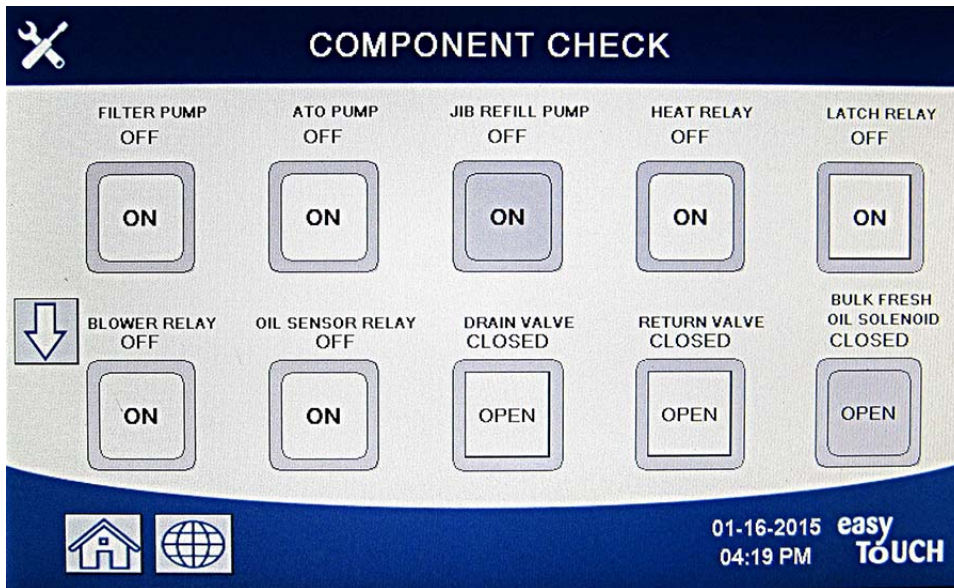 COMPONENT CHECK
FILTER PUMP
OFF
ON
ATO PUMP
OFF
ON
JIB REFILL PUMP
OFF
ON
HEAT RELAY
OFF
ON
LATCH RELAY
OFF
ON
BLOWER RELAY
OFF
ON
OIL SENSOR RELAY
OFF
ON
DRAIN VALVE
CLOSED
OPEN
RETURN VALVE
CLOSED
OPEN
BULK FRESH
OIL SOLENOID
CLOSED
OPEN
01-16-2015
04:19 PM
easy
ToUCH